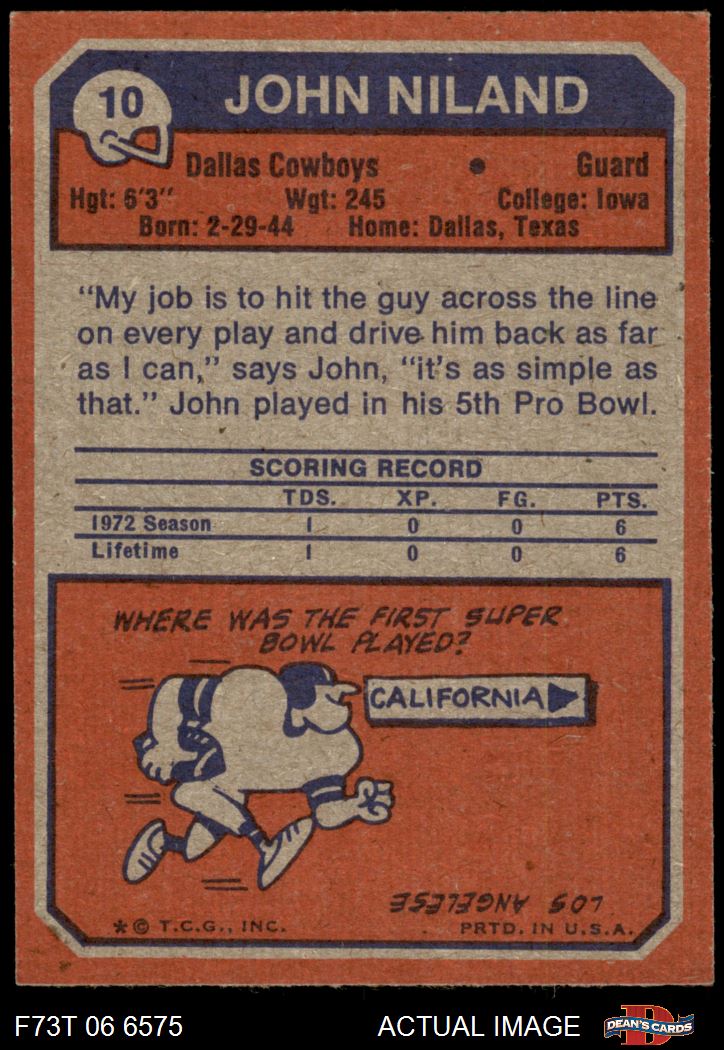 10
JOHN NILAND
Dallas Cowboys • Guard
Hgt: 6'3" Wgt: 245 College: Iowa
Born: 2-29-44 Home: Dallas, Texas
"My job is to hit the guy across the line
on every play and drive him back as far
as I can," says John, "it's as simple as
that." John played in his 5th Pro Bowl.
SCORING RECORD
TDS. XP. FG. PTS.
1972 Season 1 0 0 6
Lifetime 1 0 0 6
WHERE WAS THE FIRST SUPER
BOWL PLAYED?
CALIFORNIA
LOS ANGELESE
*© T.C.G., INC. PRTD. IN U.S.A.
F73T 06 6575 ACTUAL IMAGE
D
DEAN'S CARDS